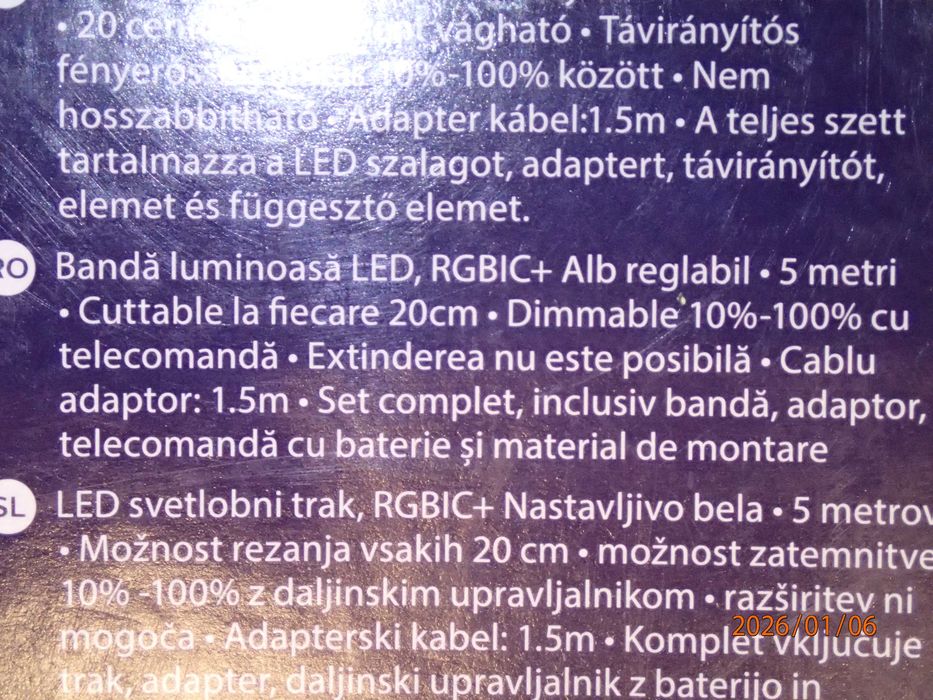 • 20 vágható • Távirányítós
10%-100% között • Nem
hosszabbítható • Adapter kábel:1.5m • A teljes szett
tartalmazza a LED szalagot, adaptert, távirányítót,
elemet és függesztő elemet.
RO Bandă luminoasă LED, RGBIC+ Alb reglabil • 5 metri
• Cuttable la fiecare 20cm • Dimmable 10%-100% cu
telecomandă • Extinderea nu este posibilă • Cablu
adaptor: 1.5m • Set complet, inclusiv bandă, adaptor,
telecomandă cu baterie și material de montare
SL LED svetlobni trak, RGBIC+ Nastavljivo bela • 5 metrov
• Možnost rezanja vsakih 20 cm • možnost zatemnitve
10% -100% z daljinskim upravljalnikom • razširitev ni
mogoča • Adapterski kabel: 1.5m • Komplet vključuje
trak, adapter, daljinski upravljalnik z baterijo in
2026/01/06